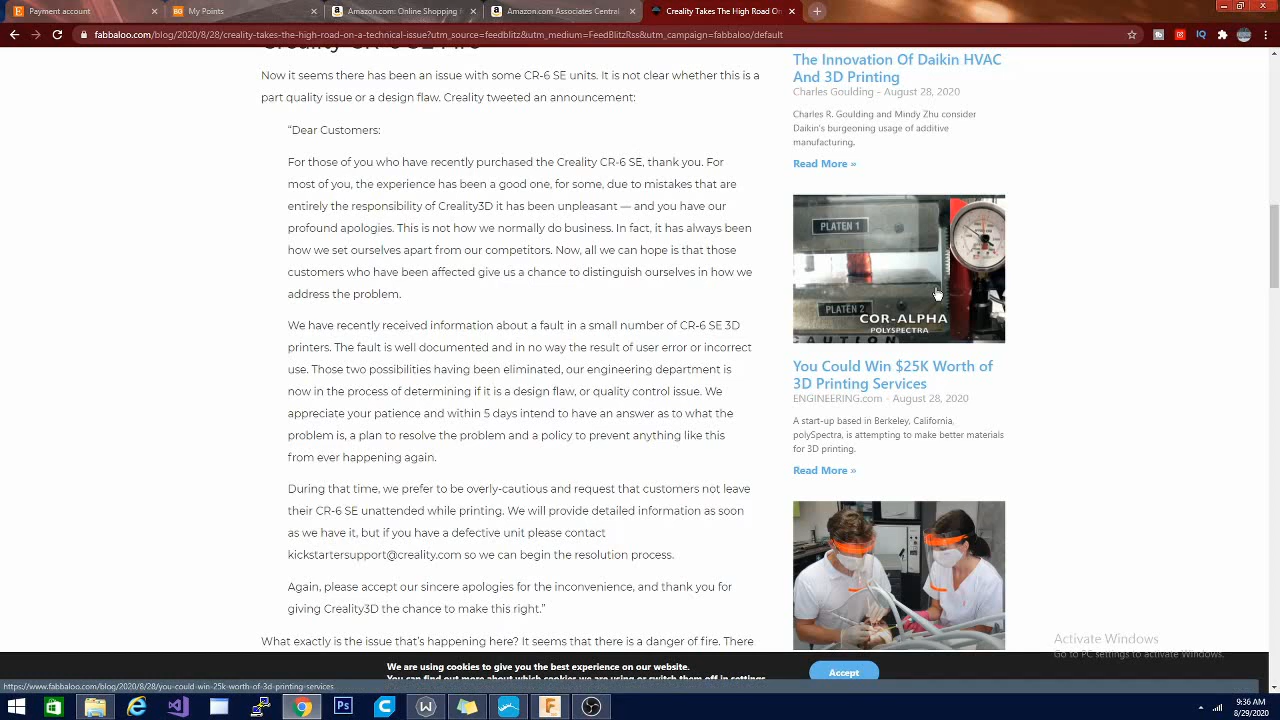 Payment account
My Points
Amazon.com: Online Shopping f
Amazon.com Associates Central
Creality Takes The High Road On
fabbaloo.com/blog/2020/8/28/creality-takes-the-high-road-on-a-technical-issue?utm_source=feedblitz&utm_medium=FeedBlitzRss&utm_campaign=fabbaloo/default
Now it seems there has been an issue with some CR-6 SE units. It is not clear whether this is a
part quality issue or a design flaw. Creality tweeted an announcement:
“Dear Customers:
For those of you who have recently purchased the Creality CR-6 SE, thank you. For
most of you, the experience has been a good one, for some, due to mistakes that are
entirely the responsibility of Creality3D it has been unpleasant — and you have our
profound apologies. This is not how we normally do business. In fact, it has always been
how we set ourselves apart from our competitors. Now, all we can hope is that those
customers who have been affected give us a chance to distinguish ourselves in how we
address the problem.
We have recently received information about a fault in a small number of CR-6 SE 3D
printers. The fault is well documented and in no way the result of user error or incorrect
use. Those two possibilities having been eliminated, our engineering department is
now in the process of determining if it is a design flaw, or quality control issue. We
appreciate your patience and within 5 days intend to have an answer as to what the
problem is, a plan to resolve the problem and a policy to prevent anything like this
from ever happening again.
During that time, we prefer to be overly-cautious and request that customers not leave
their CR-6 SE unattended while printing. We will provide detailed information as soon
as we have it, but if you have a defective unit please contact
kickstartersupport@creality.com so we can begin the resolution process.
Again, please accept our sincere apologies for the inconvenience, and thank you for
giving Creality3D the chance to make this right.”
What exactly is the issue that's happening here? It seems that there is a danger of fire. There
The Innovation Of Daikin HVAC
And 3D Printing
Charles Goulding - August 28, 2020
Charles R. Goulding and Mindy Zhu consider
Daikin's burgeoning usage of additive
manufacturing.
Read More »
PLATEN 1
PLATEN 2
COR-ALPHA
POLYSPECTRA
CAUTION
You Could Win $25K Worth of
3D Printing Services
ENGINEERING.com - August 28, 2020
A start-up based in Berkeley, California,
polySpectra, is attempting to make better materials
for 3D printing.
Read More »
Activate Windows
Go to PC settings to activate Windows.
We are using cookies to give you the best experience on our website.
You can find out more about which cookies we are using or switch them off in settings
Accept
https://www.fabbaloo.com/blog/2020/8/28/you-could-win-25k-worth-of-3d-printing-services
9:36 AM
8/29/2020